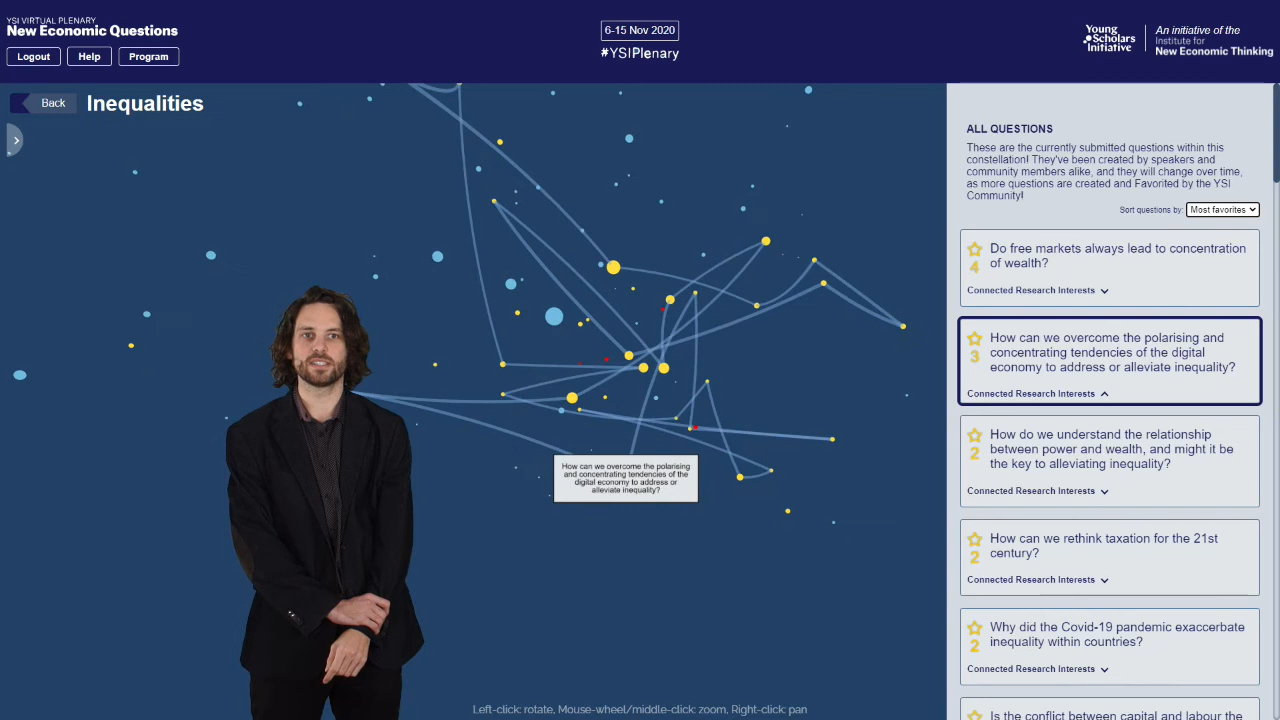 YSI VIRTUAL PLENARY
New Economic Questions
Logout
Help
Program
6-15 Nov 2020
#YSIPlenary
Young
Scholars
Initiative
An initiative of the
Institute for
New Economic Thinking
Back
Inequalities
How can we overcome the polarising
and concentrating tendencies of the
digital economy to address or
alleviate inequality?
Left-click: rotate, Mouse-wheel/middle-click: zoom, Right-click: pan
ALL QUESTIONS
These are the currently submitted questions within this
constellation! They've been created by speakers and
community members alike, and they will change over time,
as more questions are created and Favorited by the YSI
Community!
Sort questions by:
Most favorites
4
Do free markets always lead to concentration
of wealth?
Connected Research Interests
3
How can we overcome the polarising and
concentrating tendencies of the digital
economy to address or alleviate inequality?
Connected Research Interests
2
How do we understand the relationship
between power and wealth, and might it be
the key to alleviating inequality?
Connected Research Interests
2
How can we rethink taxation for the 21st
century?
Connected Research Interests
2
Why did the Covid-19 pandemic exaccerbate
inequality within countries?
Connected Research Interests
Is the conflict between capital and labour the